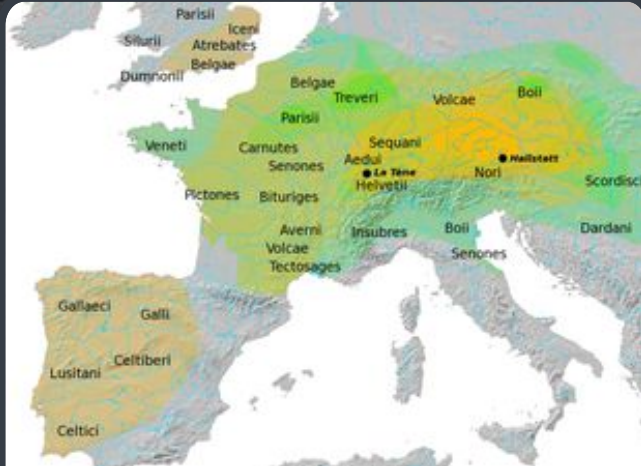 Parisii
Iceni
Silurii
Atrebates
Belgae
Dumnonii
Belgae
Treveri
Volcae
Boii
Parisii
Veneti
Carnutes
Sequani
Senones
Aedui
Hallstatt
La Tène
Nori
Helvetii
Scordisci
Pictones
Bituriges
Averni
Insubres
Boii
Dardani
Volcae
Tectosages
Senones
Gallaeci
Galli
Celtiberi
Lusitani
Celtici